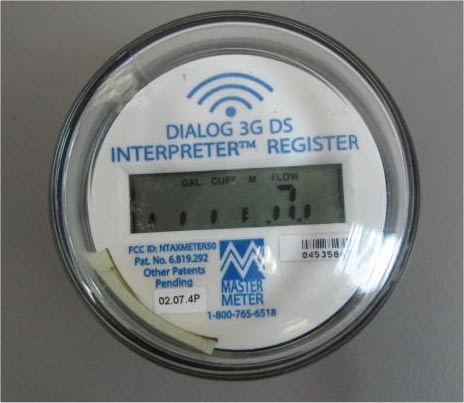 DIALOG 3G DS
INTERPRETER™ REGISTER
GAL. CUFT. M FLOW
FCC ID: NTAXMETER50
Pat. No. 6.819.292
Other Patents
Pending
02.07.4P
MASTER
METER
1-800-765-6518